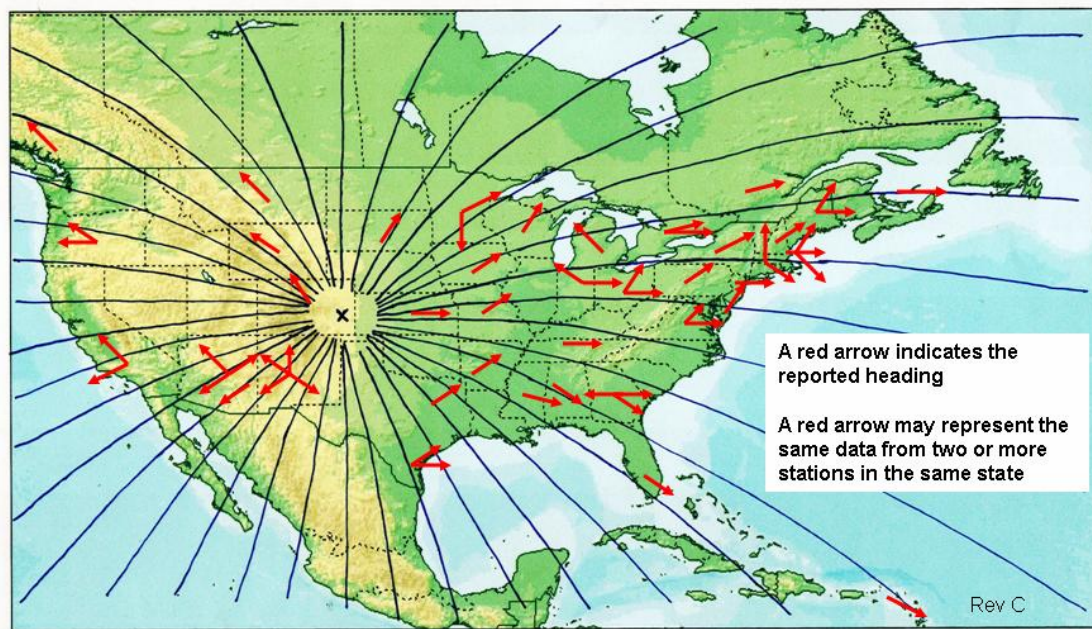 x
A red arrow indicates the
reported heading
A red arrow may represent the
same data from two or more
stations in the same state
Rev C